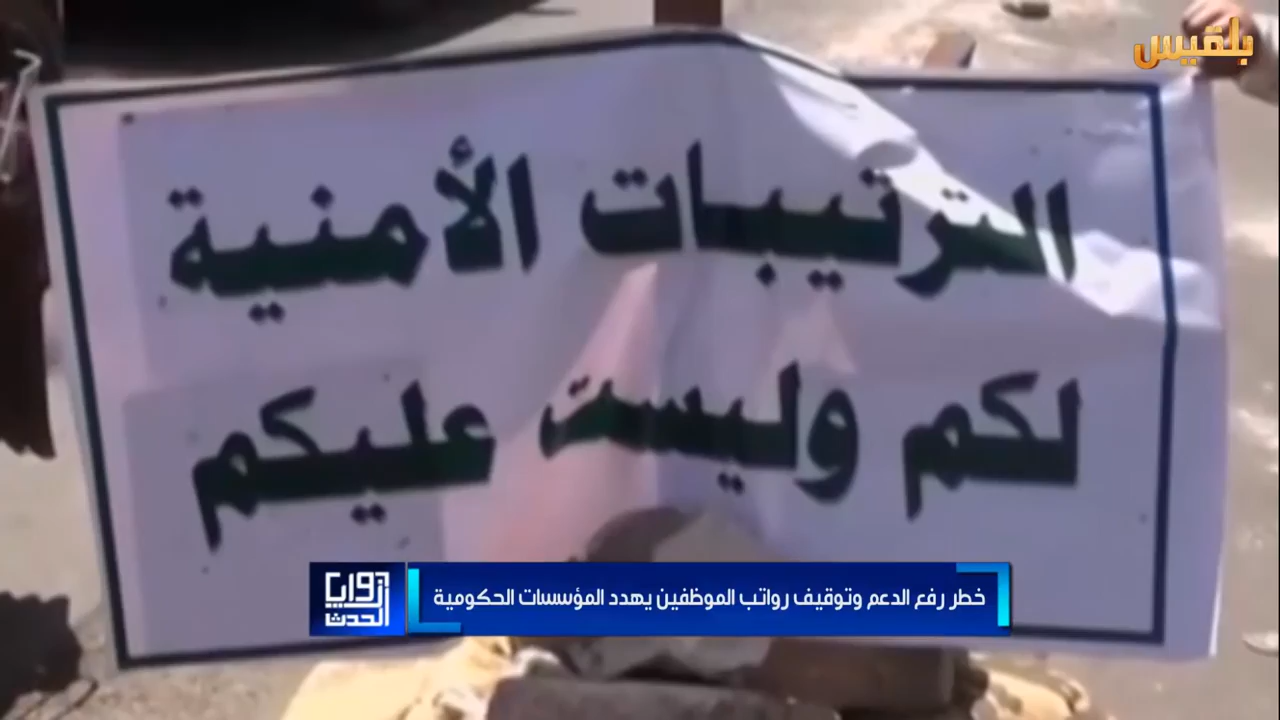 بلقيس
الترتيبات الأمنية
لكم وليست عليكم
خطر رفع الدعم وتوقيف رواتب الموظفين يهدد المؤسسات الحكومية
زوايا
الحدث